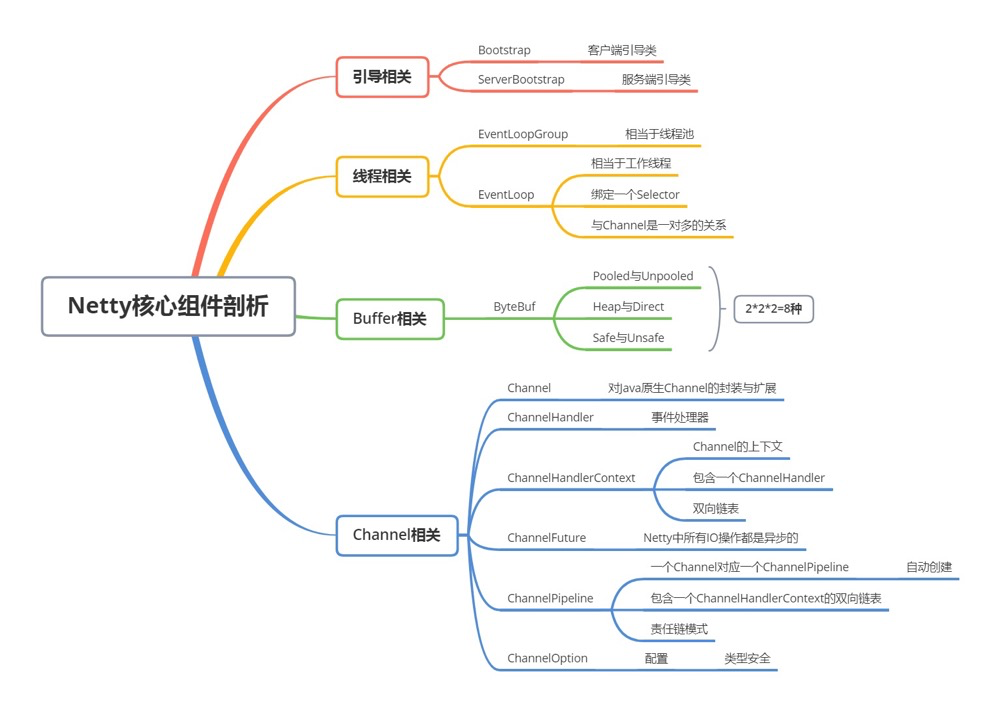 Netty核心组件剖析
引导相关
Bootstrap 客户端引导类
ServerBootstrap 服务端引导类
线程相关
EventLoopGroup 相当于线程池
EventLoop
相当于工作线程
绑定一个Selector
与Channel是一对多的关系
Buffer相关
ByteBuf
Pooled与Unpooled
Heap与Direct
Safe与Unsafe
2*2*2=8种
Channel相关
Channel 对Java原生Channel的封装与扩展
ChannelHandler 事件处理器
ChannelHandlerContext
Channel的上下文
包含一个ChannelHandler
双向链表
ChannelFuture Netty中所有IO操作都是异步的
ChannelPipeline
一个Channel对应一个ChannelPipeline 自动创建
包含一个ChannelHandlerContext的双向链表
责任链模式
ChannelOption 配置 类型安全